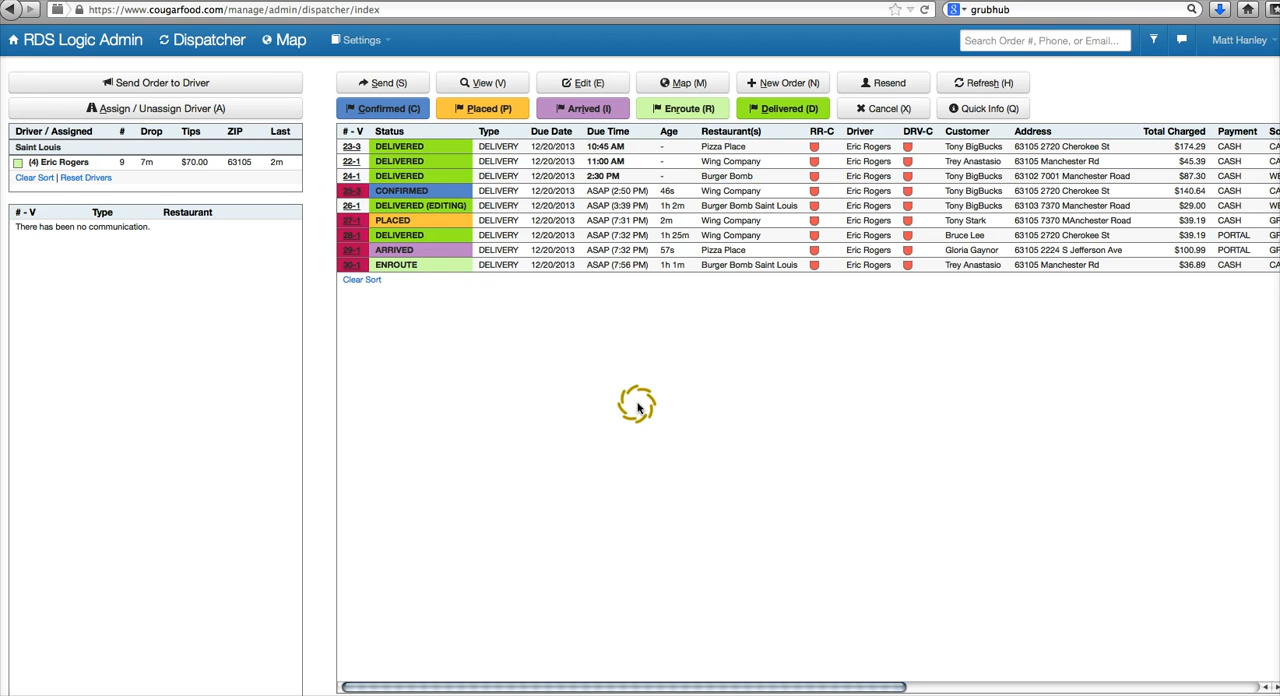 https://www.cougarfood.com/manage/admin/dispatcher/index
grubhub
RDS Logic Admin Dispatcher Map Settings Search Order #, Phone, or Email... Matt Hanley
Send Order to Driver
Assign / Unassign Driver (A)
Driver / Assigned # Drop Tips ZIP Last
Saint Louis
(4) Eric Rogers 9 7m $70.00 63105 2m
Clear Sort | Reset Drivers
# - V Type Restaurant
There has been no communication.
Send (S) View (V) Edit (E) Map (M) New Order (N) Resend Refresh (H)
Confirmed (C) Placed (P) Arrived (I) Enroute (R) Delivered (D) Cancel (X) Quick Info (Q)
# - V Status Type Due Date Due Time Age Restaurant(s) RR-C Driver DRV-C Customer Address Total Charged Payment
23-3 DELIVERED DELIVERY 12/20/2013 10:45 AM - Pizza Place Eric Rogers Tony BigBucks 63105 2720 Cherokee St $174.29 CASH
22-1 DELIVERED DELIVERY 12/20/2013 11:00 AM - Wing Company Eric Rogers Trey Anastasio 63105 Manchester Rd $45.39 CASH
24-1 DELIVERED DELIVERY 12/20/2013 2:30 PM - Burger Bomb Eric Rogers Tony BigBucks 63102 7001 Manchester Road $87.30 CASH
25-3 CONFIRMED DELIVERY 12/20/2013 ASAP (2:50 PM) 46s Wing Company Eric Rogers Tony BigBucks 63105 2720 Cherokee St $140.64 CASH
26-1 DELIVERED (EDITING) DELIVERY 12/20/2013 ASAP (3:39 PM) 1h 2m Burger Bomb Saint Louis Eric Rogers Tony BigBucks 63103 7370 MAnchester Road $29.00 CASH
27-1 PLACED DELIVERY 12/20/2013 ASAP (7:31 PM) 2m Wing Company Eric Rogers Tony Stark 63105 7370 MAnchester Road $39.19 CASH
28-1 DELIVERED DELIVERY 12/20/2013 ASAP (7:32 PM) 1h 25m Wing Company Eric Rogers Bruce Lee 63105 2720 Cherokee St $39.19 PORTAL
29-1 ARRIVED DELIVERY 12/20/2013 ASAP (7:32 PM) 57s Pizza Place Eric Rogers Gloria Gaynor 63105 2224 S Jefferson Ave $100.99 PORTAL
30-1 ENROUTE DELIVERY 12/20/2013 ASAP (7:56 PM) 1h 1m Burger Bomb Saint Louis Eric Rogers Trey Anastasio 63105 Manchester Rd $36.89 CASH
Clear Sort